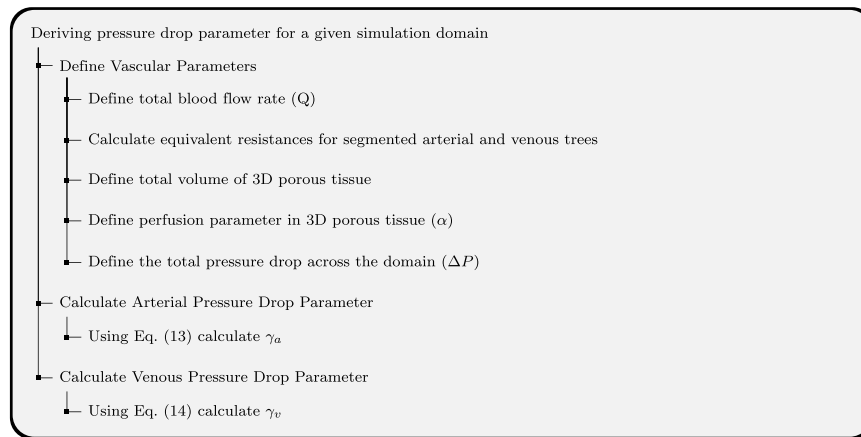 Deriving pressure drop parameter for a given simulation domain
Define Vascular Parameters
Define total blood flow rate (Q)
Calculate equivalent resistances for segmented arterial and venous trees
Define total volume of 3D porous tissue
Define perfusion parameter in 3D porous tissue (α)
Define the total pressure drop across the domain (ΔP)
Calculate Arterial Pressure Drop Parameter
Using Eq. (13) calculate γₐ
Calculate Venous Pressure Drop Parameter
Using Eq. (14) calculate γᵥ